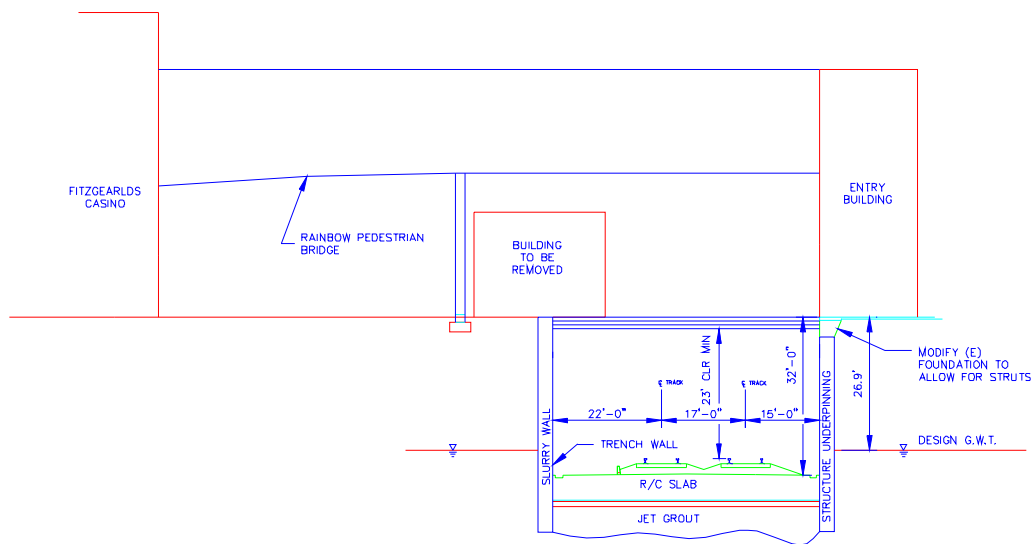 FITZGEARLDS
CASINO
RAINBOW PEDESTRIAN
BRIDGE
BUILDING
TO BE
REMOVED
ENTRY
BUILDING
MODIFY (E)
FOUNDATION TO
ALLOW FOR STRUTS
23' CLR MIN
32'-0"
26.9'
℄ TRACK
℄ TRACK
22'-0"
17'-0"
15'-0"
SLURRY WALL
TRENCH WALL
STRUCTURE UNDERPINNING
DESIGN G.W.T.
R/C SLAB
JET GROUT